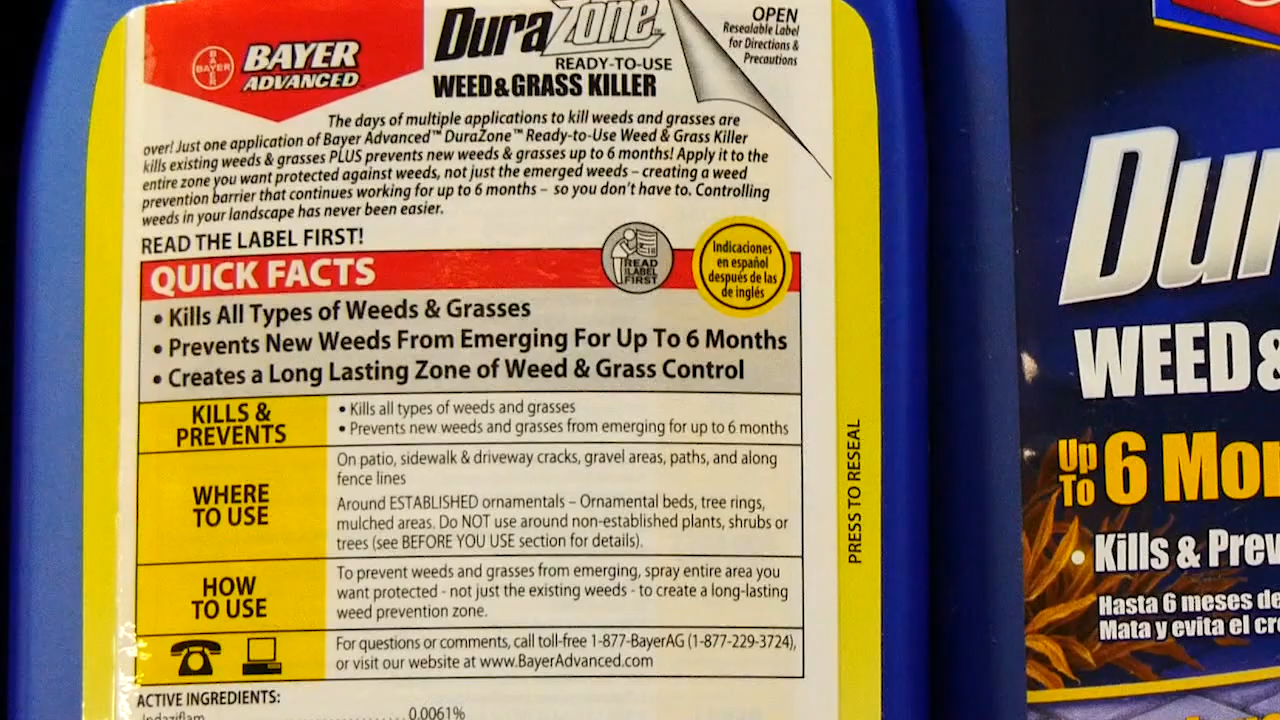 BAYER
BAYER
BAYER
ADVANCED
DuraZone™
READY-TO-USE
WEED & GRASS KILLER
OPEN
Resealable Label
for Directions &
Precautions
The days of multiple applications to kill weeds and grasses are
over! Just one application of Bayer Advanced™ DuraZone™ Ready-to-Use Weed & Grass Killer
kills existing weeds & grasses PLUS prevents new weeds & grasses up to 6 months! Apply it to the
entire zone you want protected against weeds, not just the emerged weeds – creating a weed
prevention barrier that continues working for up to 6 months – so you don't have to. Controlling
weeds in your landscape has never been easier.
READ THE LABEL FIRST!
QUICK FACTS
READ
THE LABEL
FIRST
Indicaciones
en español
después de las
de inglés
• Kills All Types of Weeds & Grasses
• Prevents New Weeds From Emerging For Up To 6 Months
• Creates a Long Lasting Zone of Weed & Grass Control
KILLS &
PREVENTS
• Kills all types of weeds and grasses
• Prevents new weeds and grasses from emerging for up to 6 months
WHERE
TO USE
On patio, sidewalk & driveway cracks, gravel areas, paths, and along
fence lines
Around ESTABLISHED ornamentals – Ornamental beds, tree rings,
mulched areas. Do NOT use around non-established plants, shrubs or
trees (see BEFORE YOU USE section for details).
HOW
TO USE
To prevent weeds and grasses from emerging, spray entire area you
want protected - not just the existing weeds - to create a long-lasting
weed prevention zone.
For questions or comments, call toll-free 1-877-BayerAG (1-877-229-3724),
or visit our website at www.BayerAdvanced.com
ACTIVE INGREDIENTS:
Indaziflam ........ 0.0061%
PRESS TO RESEAL
Dur
WEED &
Up To 6 Mon
• Kills & Prev
Hasta 6 meses de
Mata y evita el cre